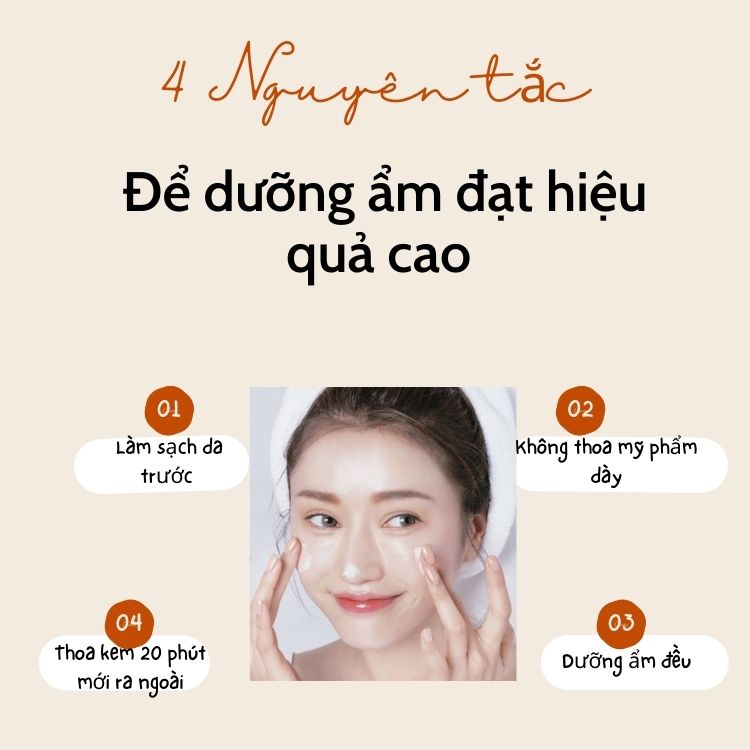 4 Nguyên tắc
Để dưỡng ẩm đạt hiệu
quả cao
01
Làm sạch da
trước
02
Không thoa mỹ phẩm
dày
03
Dưỡng ẩm đều
04
Thoa kem 20 phút
mới ra ngoài